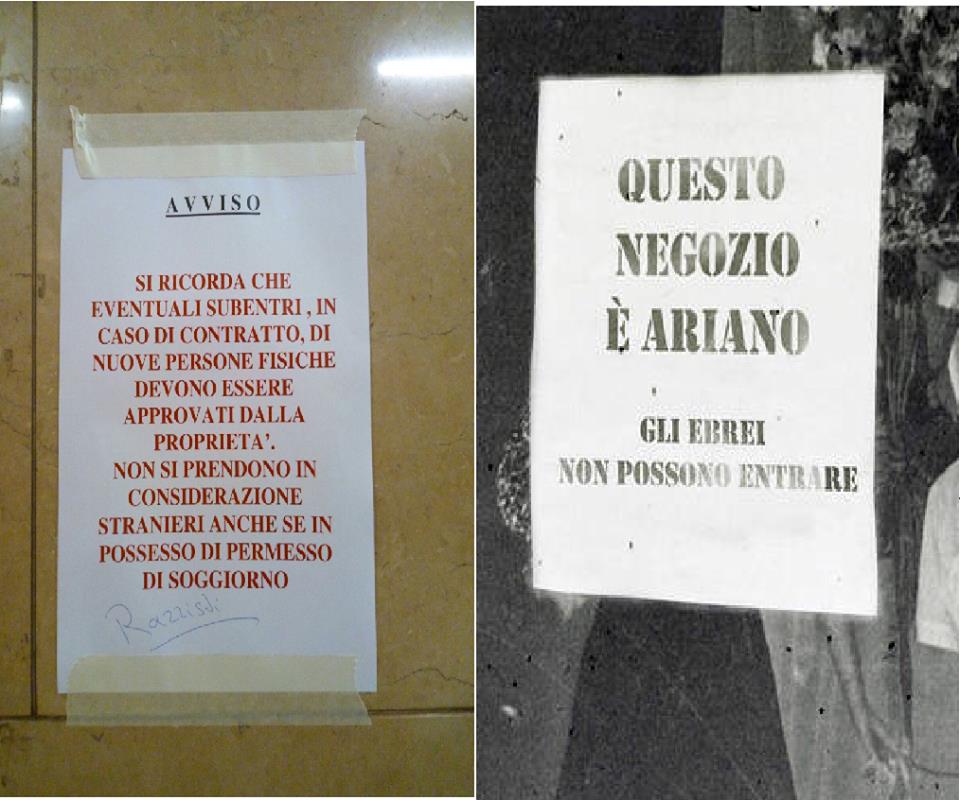 AVVISO
SI RICORDA CHE
EVENTUALI SUBENTRI , IN
CASO DI CONTRATTO, DI
NUOVE PERSONE FISICHE
DEVONO ESSERE
APPROVATI DALLA
PROPRIETA'.
NON SI PRENDONO IN
CONSIDERAZIONE
STRANIERI ANCHE SE IN
POSSESSO DI PERMESSO
DI SOGGIORNO
Razzisti
QUESTO
NEGOZIO
È ARIANO
GLI EBREI
NON POSSONO ENTRARE